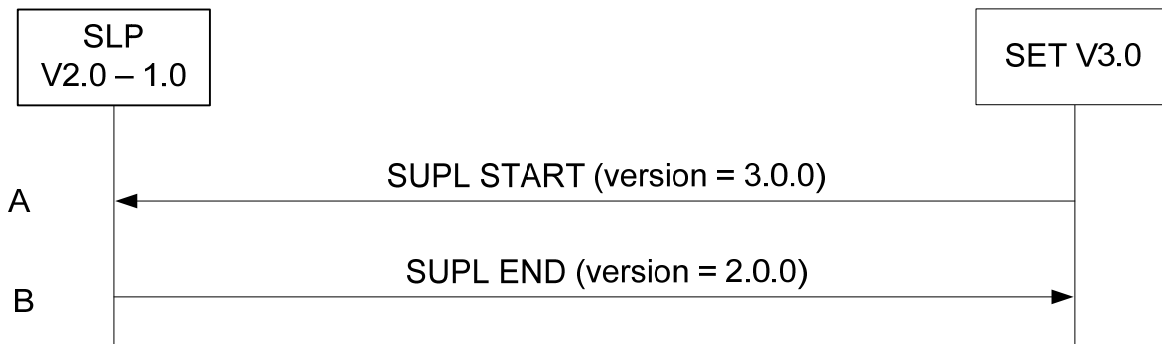 SLP
V2.0 – 1.0
SET V3.0
SUPL START (version = 3.0.0)
A
SUPL END (version = 2.0.0)
B